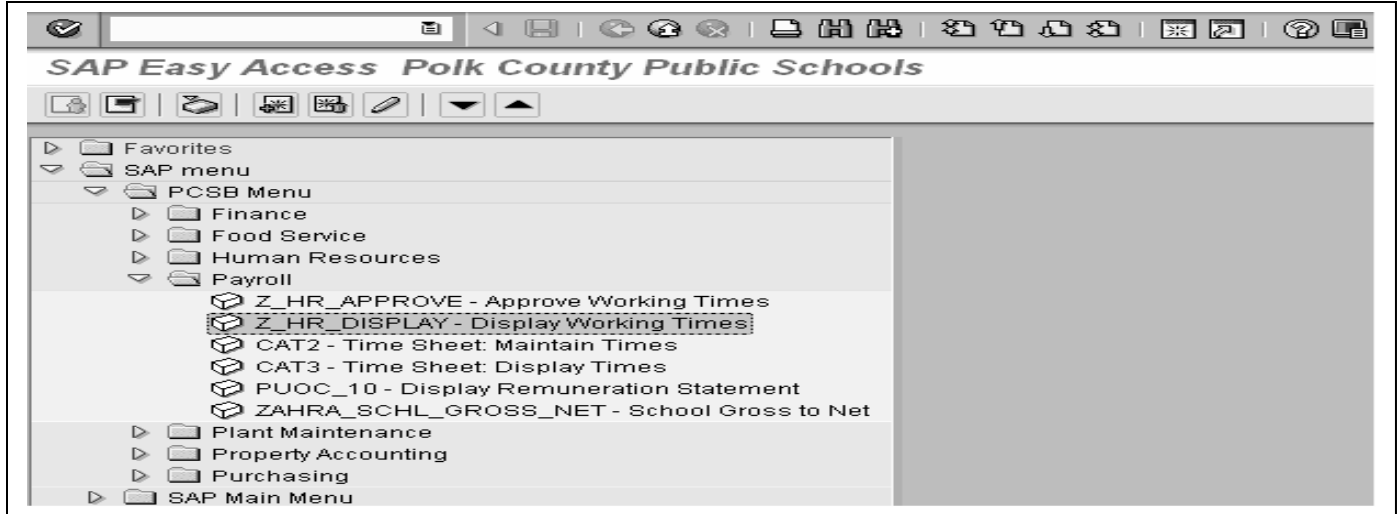 SAP Easy Access Polk County Public Schools
Favorites
SAP menu
PCSB Menu
Finance
Food Service
Human Resources
Payroll
Z_HR_APPROVE - Approve Working Times
Z_HR_DISPLAY - Display Working Times
CAT2 - Time Sheet: Maintain Times
CAT3 - Time Sheet: Display Times
PUOC_10 - Display Remuneration Statement
ZAHRA_SCHL_GROSS_NET - School Gross to Net
Plant Maintenance
Property Accounting
Purchasing
SAP Main Menu